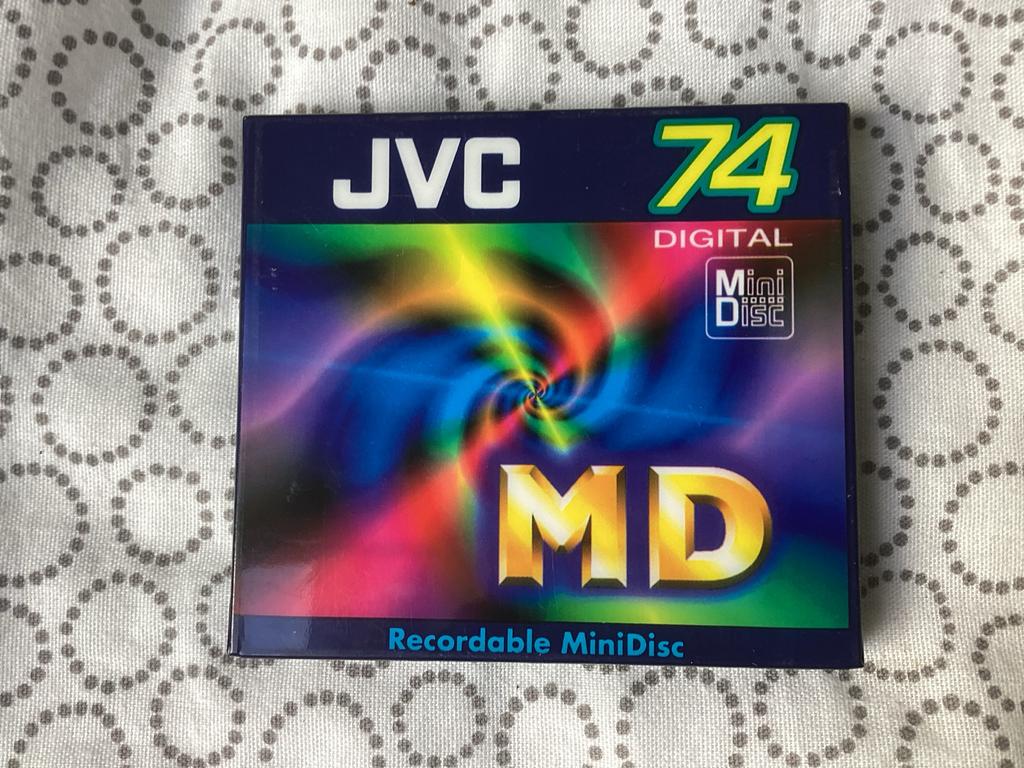 JVC
74
DIGITAL
Mini
Disc
MD
Recordable MiniDisc